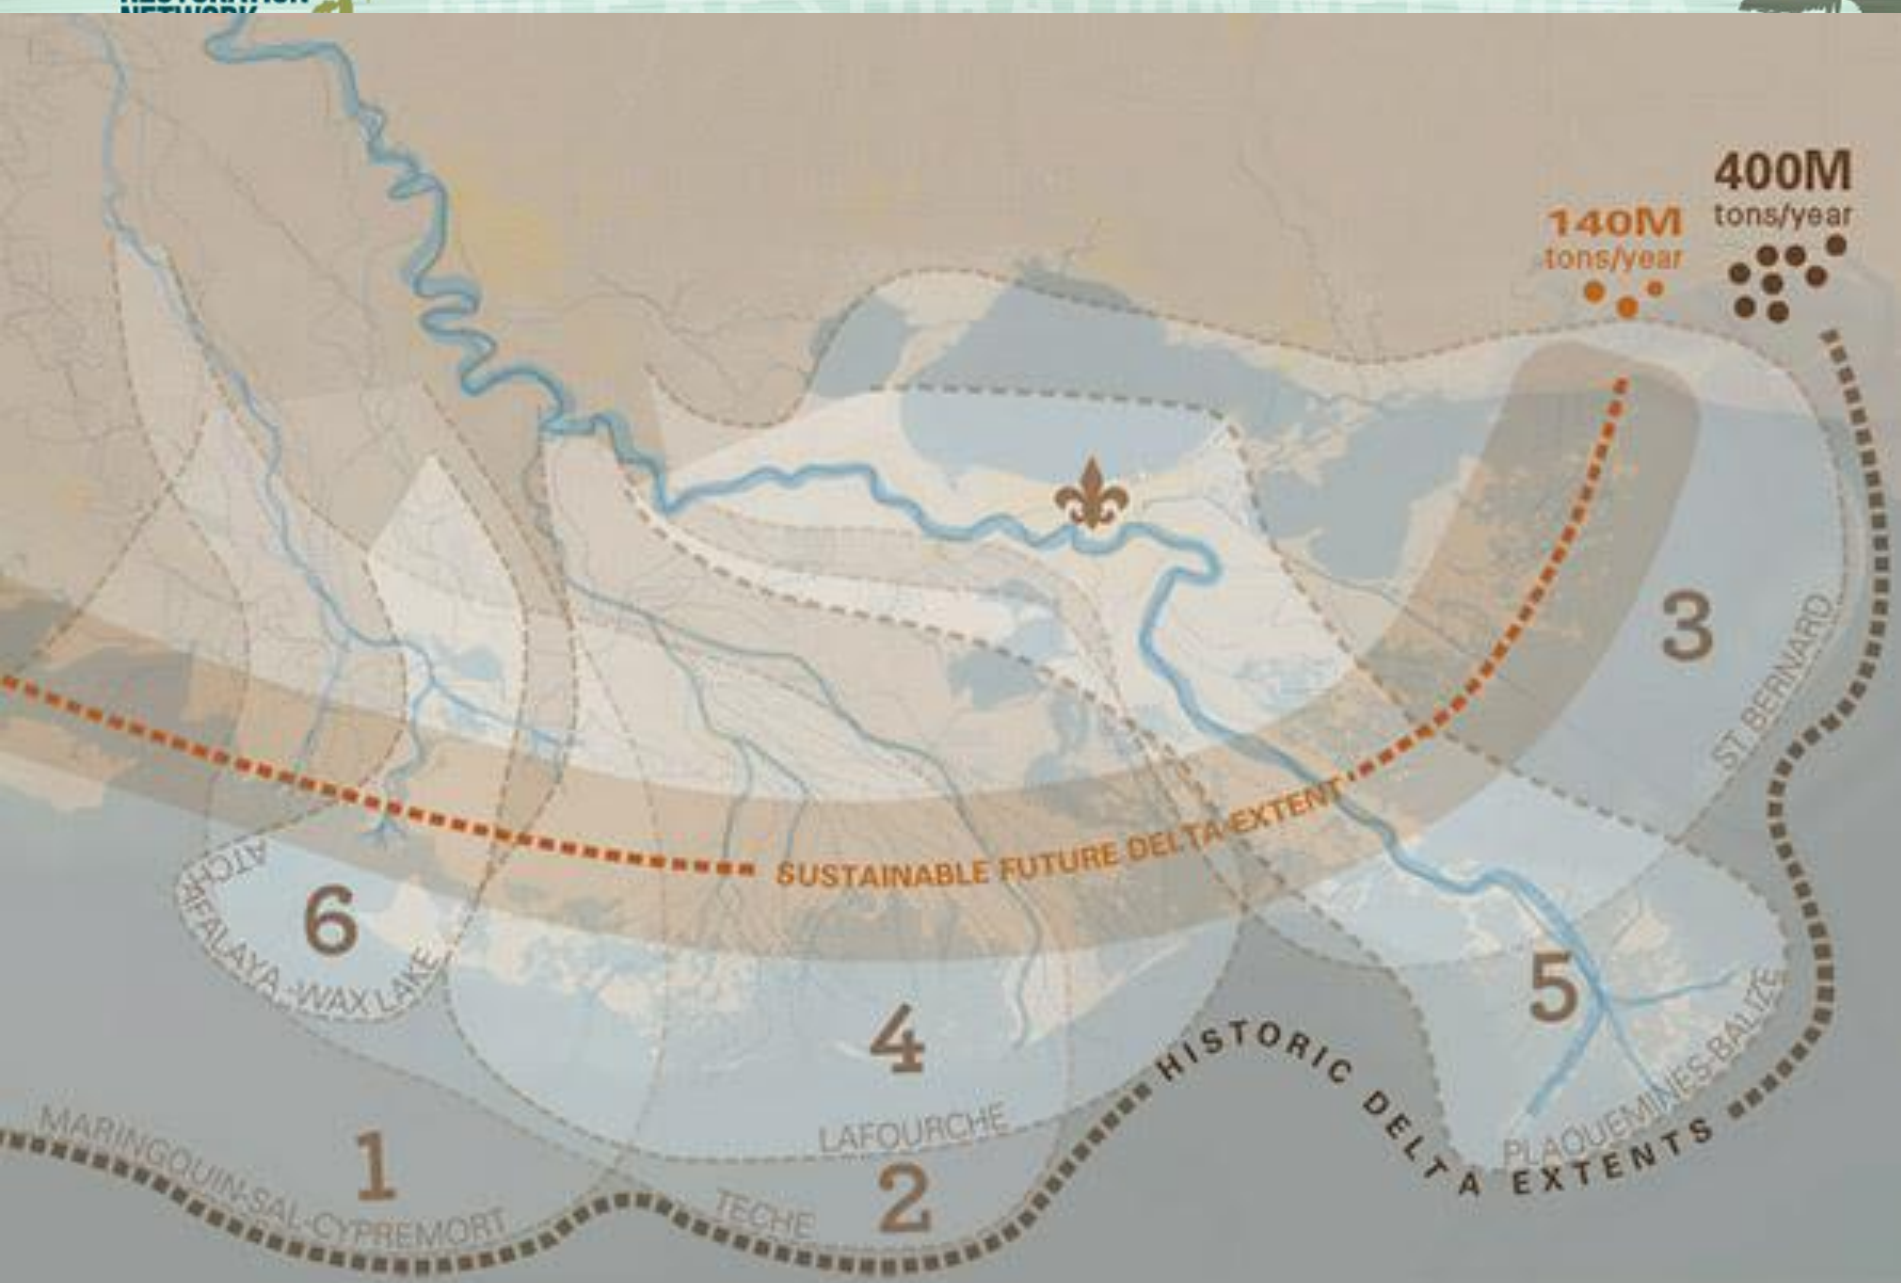 NETWORK
400M
tons/year
140M
tons/year
3
ST BERNARD
SUSTAINABLE FUTURE DELTA EXTENT
6
ATCHAFALAYA-WAX LAKE
5
PLAQUEMINES-BALIZE
4
HISTORIC DELTA EXTENTS
LAFOURCHE
MARINGOUIN-SAL-CYPREMORT
1
TECHE
2